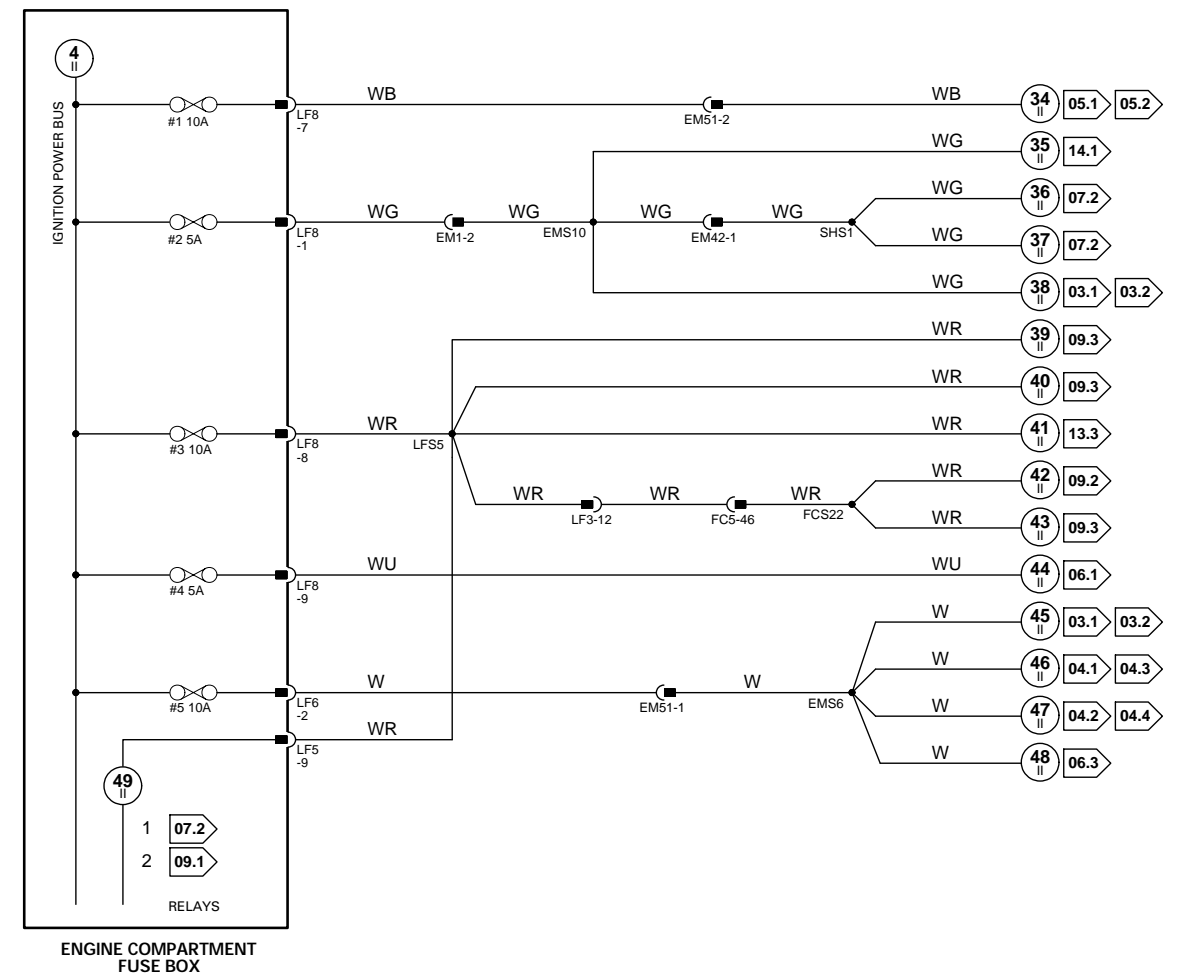 4
II
IGNITION POWER BUS
#1 10A
LF8
-7
WB
EM51-2
WB
34
II
05.1
05.2
WG
35
II
14.1
#2 5A
LF8
-1
WG
EM1-2
WG
EMS10
WG
EM42-1
WG
SHS1
WG
36
II
07.2
WG
37
II
07.2
WG
38
II
03.1
03.2
WR
39
II
09.3
WR
40
II
09.3
#3 10A
LF8
-8
WR
LFS5
WR
41
II
13.3
WR
LF3-12
WR
FC5-46
WR
FCS22
WR
42
II
09.2
WR
43
II
09.3
#4 5A
LF8
-9
WU
WU
44
II
06.1
W
45
II
03.1
03.2
#5 10A
LF6
-2
W
EM51-1
W
EMS6
W
46
II
04.1
04.3
W
47
II
04.2
04.4
W
48
II
06.3
LF5
-9
WR
49
II
1 07.2
2 09.1
RELAYS
ENGINE COMPARTMENT
FUSE BOX